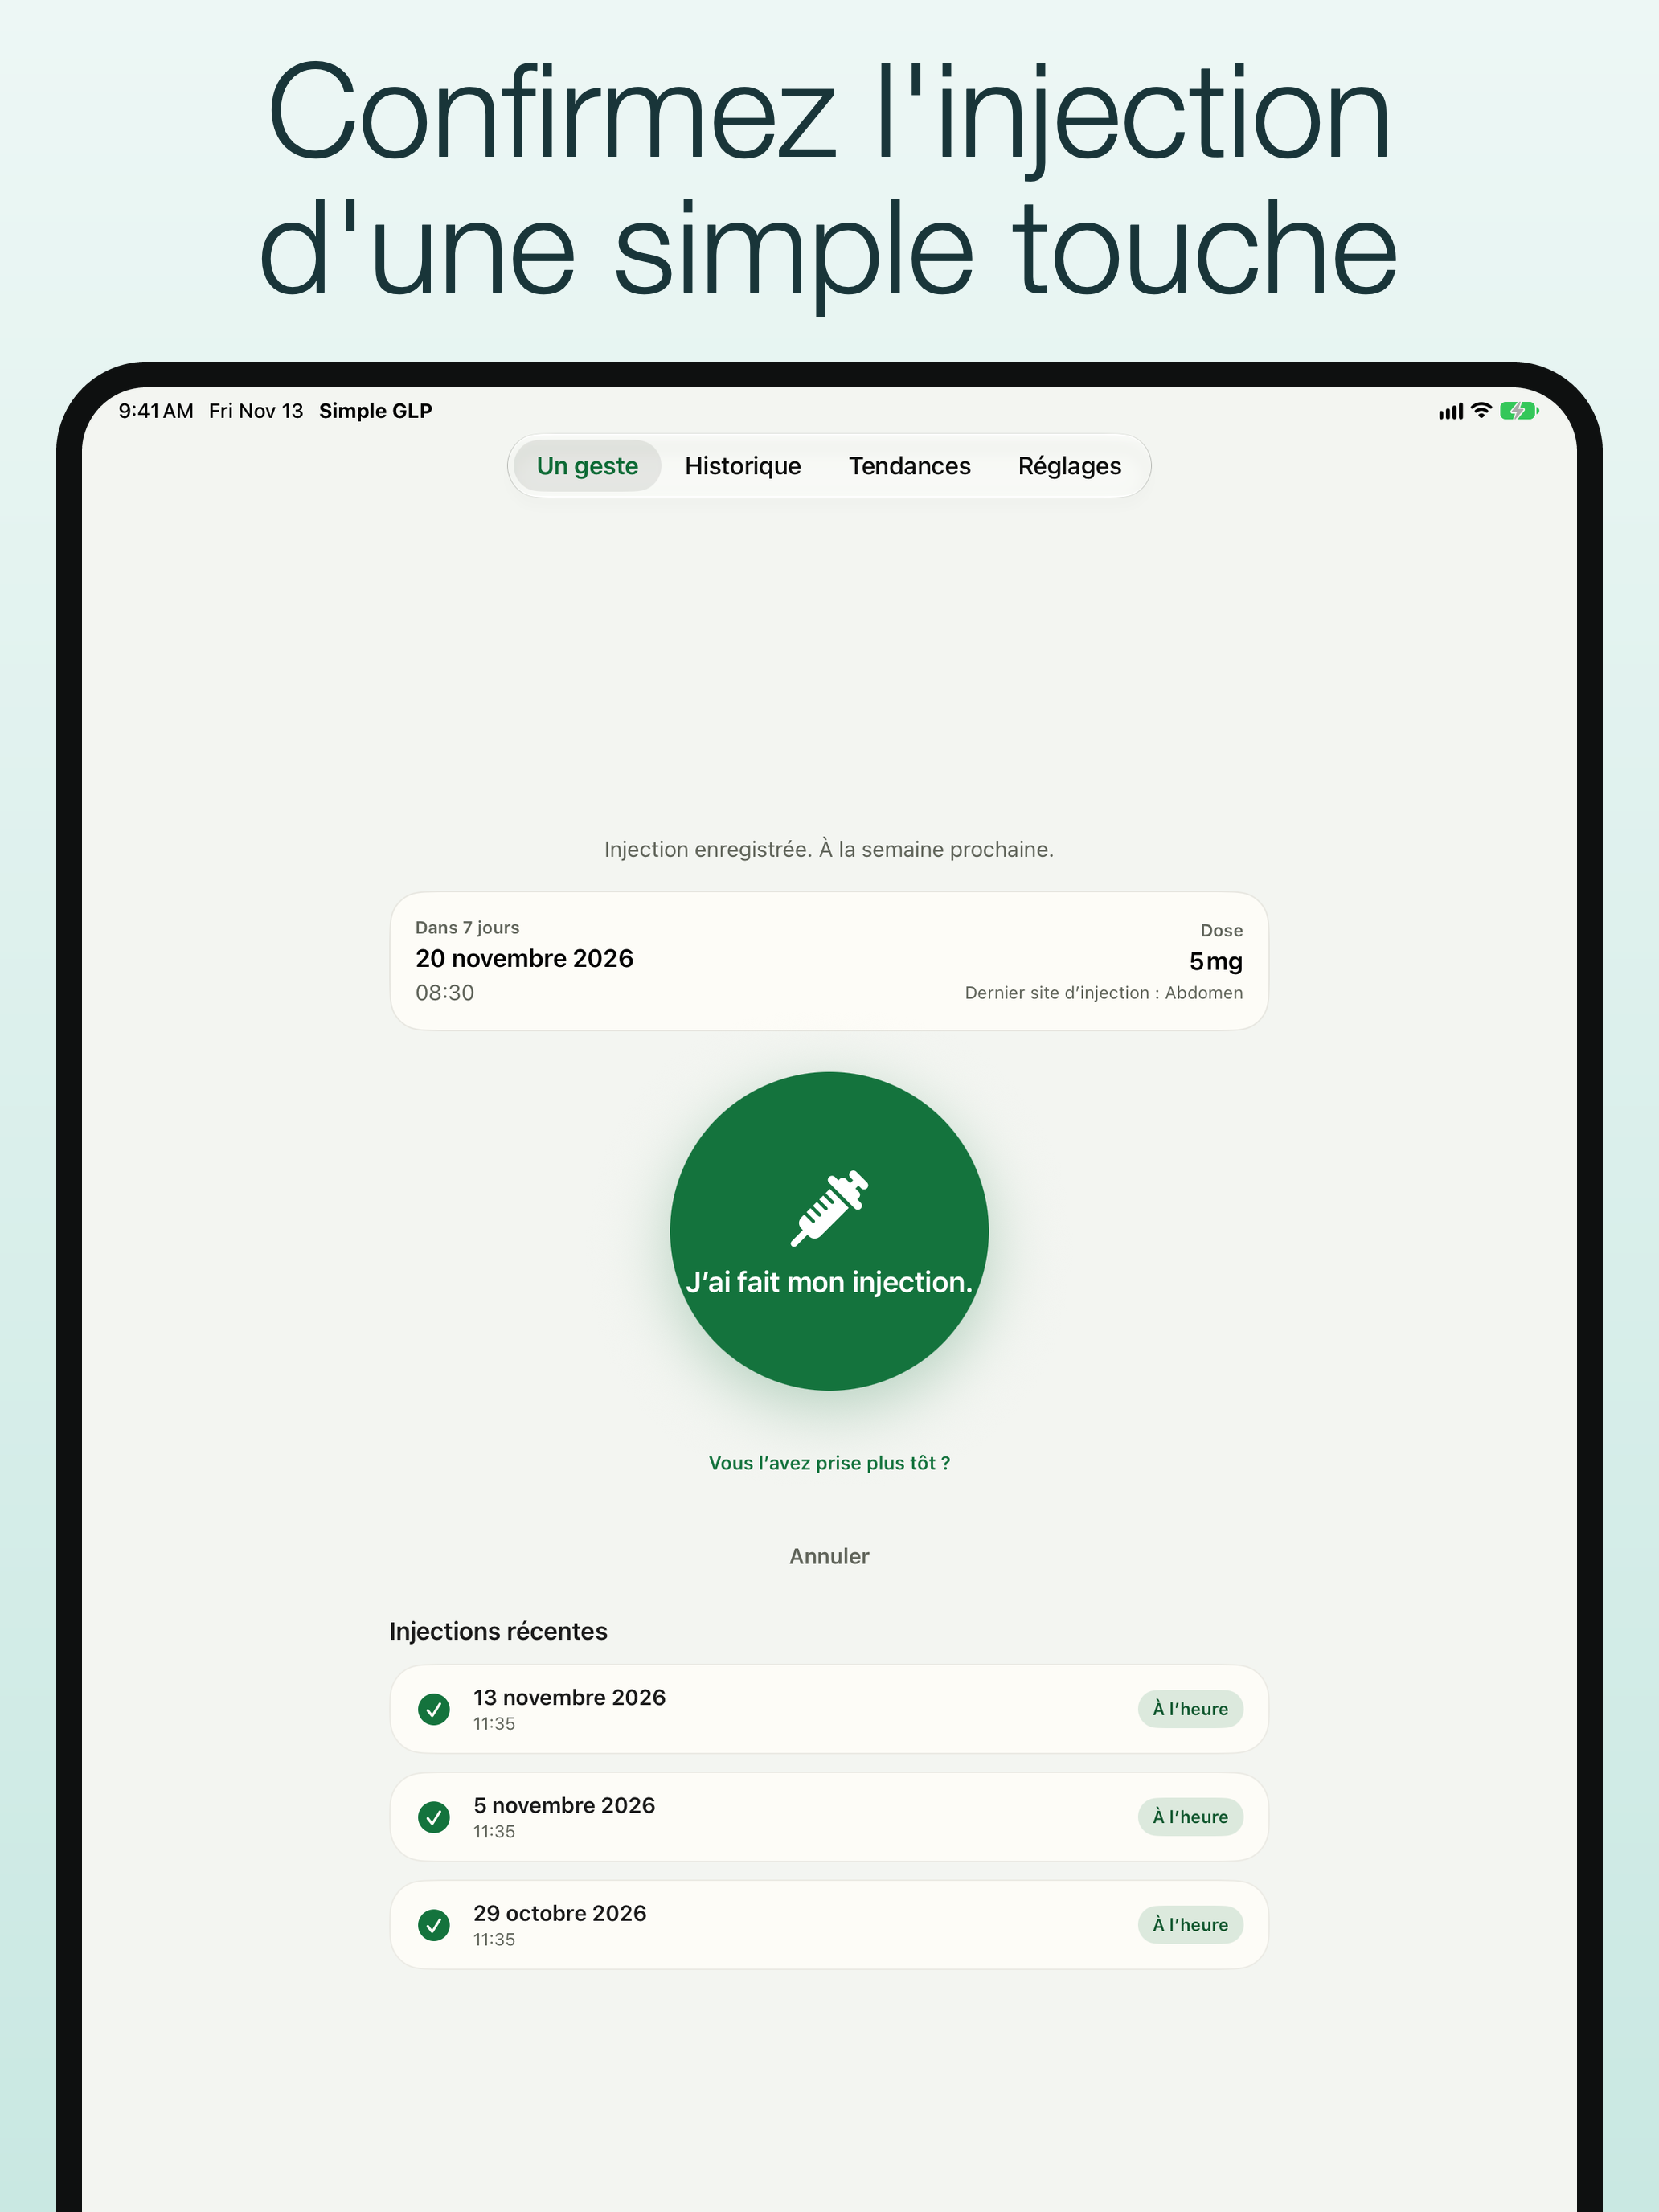 Confirmez l'injection
d'une simple touche
9:41 AM Fri Nov 13 Simple GLP
Un geste Historique Tendances Réglages
Injection enregistrée. À la semaine prochaine.
Dans 7 jours
20 novembre 2026
08:30
Dose
5 mg
Dernier site d’injection : Abdomen
J’ai fait mon injection.
Vous l’avez prise plus tôt ?
Annuler
Injections récentes
13 novembre 2026
11:35
À l’heure
5 novembre 2026
11:35
À l’heure
29 octobre 2026
11:35
À l’heure